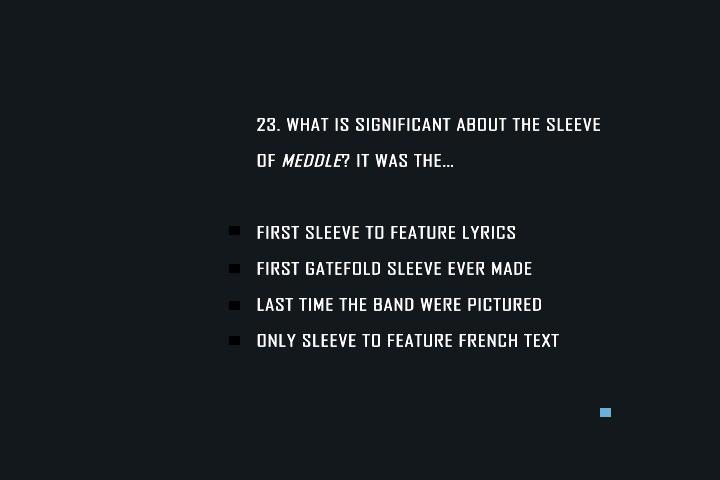 23. WHAT IS SIGNIFICANT ABOUT THE SLEEVE
OF MEDDLE? IT WAS THE...
FIRST SLEEVE TO FEATURE LYRICS
FIRST GATEFOLD SLEEVE EVER MADE
LAST TIME THE BAND WERE PICTURED
ONLY SLEEVE TO FEATURE FRENCH TEXT